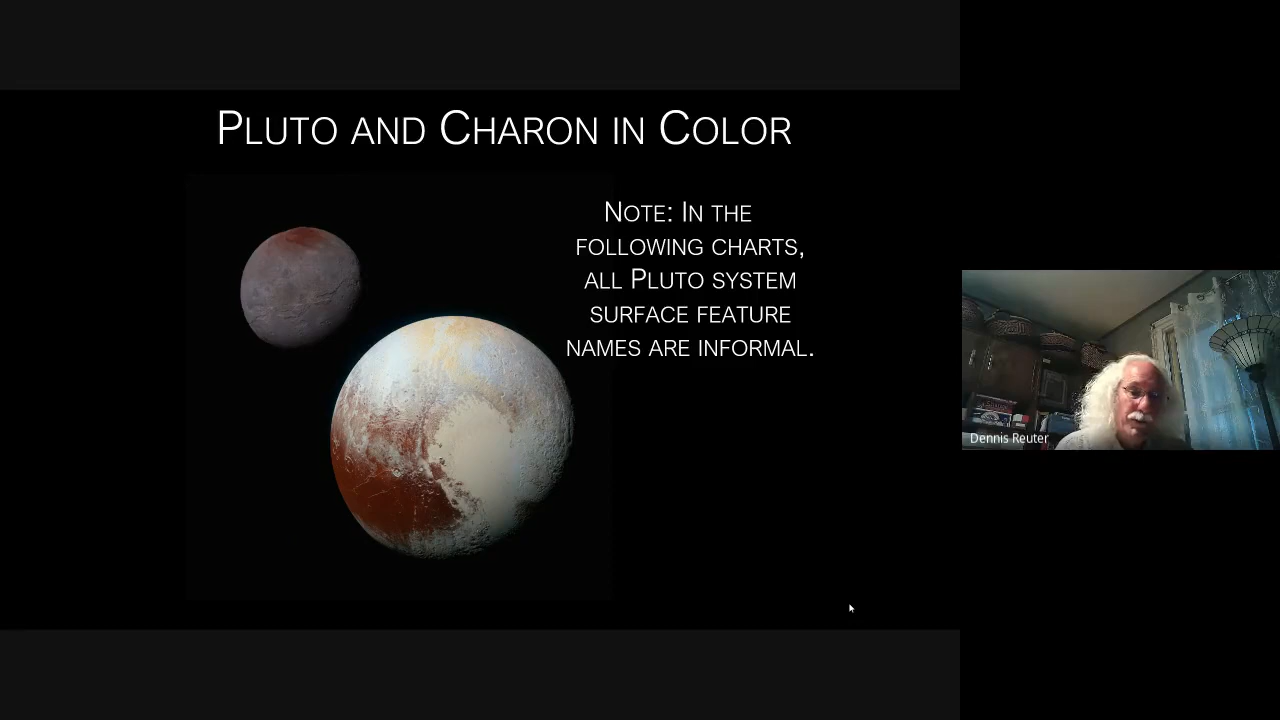 PLUTO AND CHARON IN COLOR
NOTE: IN THE
FOLLOWING CHARTS,
ALL PLUTO SYSTEM
SURFACE FEATURE
NAMES ARE INFORMAL.
Dennis Reuter